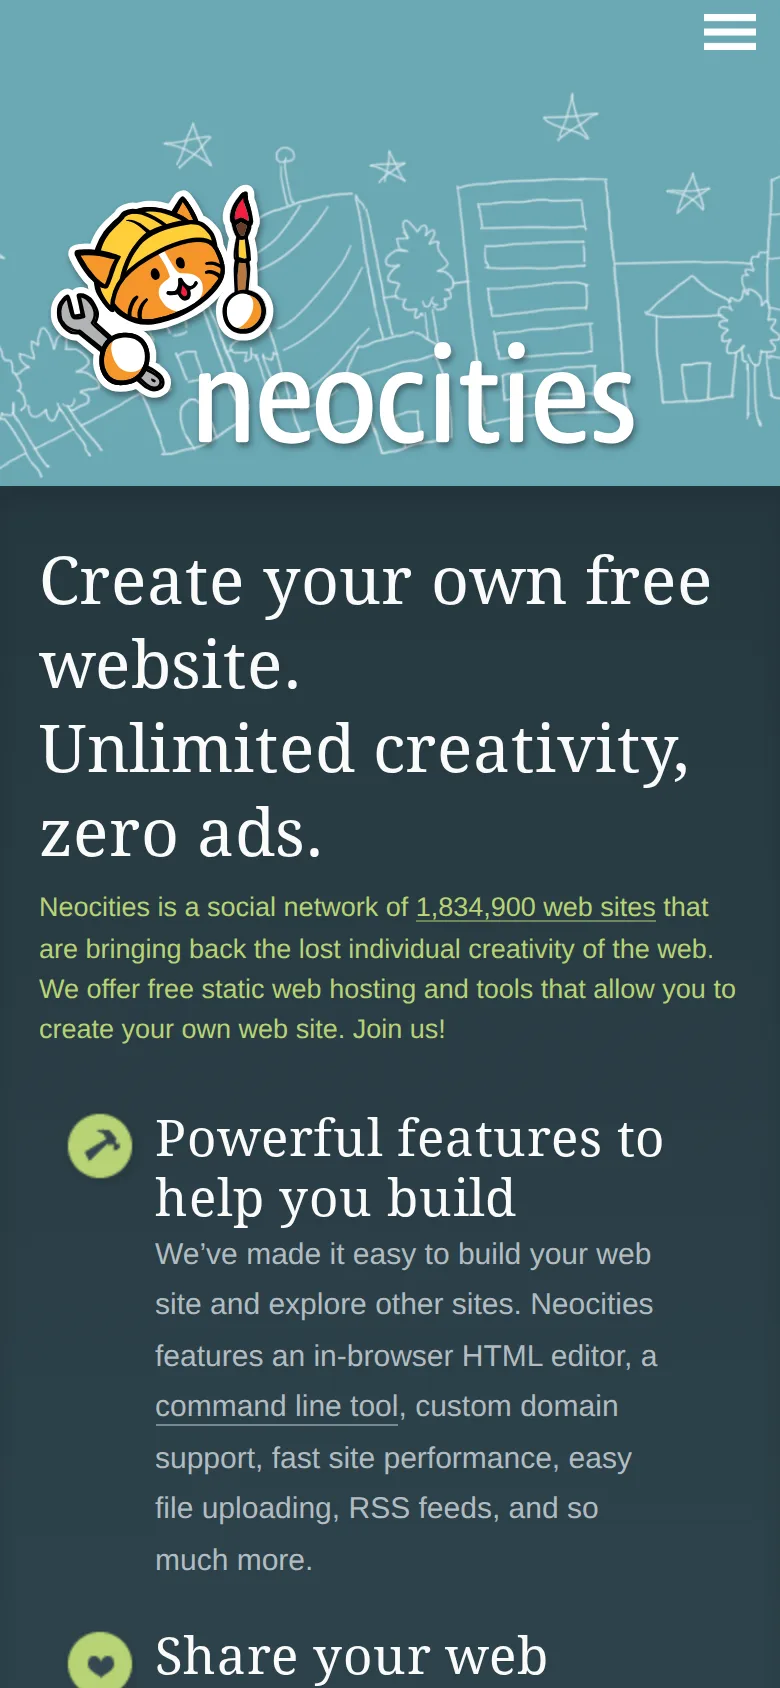 neocities
Create your own free
website.
Unlimited creativity,
zero ads.
Neocities is a social network of 1,834,900 web sites that
are bringing back the lost individual creativity of the web.
We offer free static web hosting and tools that allow you to
create your own web site. Join us!
Powerful features to
help you build
We’ve made it easy to build your web
site and explore other sites. Neocities
features an in-browser HTML editor, a
command line tool, custom domain
support, fast site performance, easy
file uploading, RSS feeds, and so
much more.
Share your web